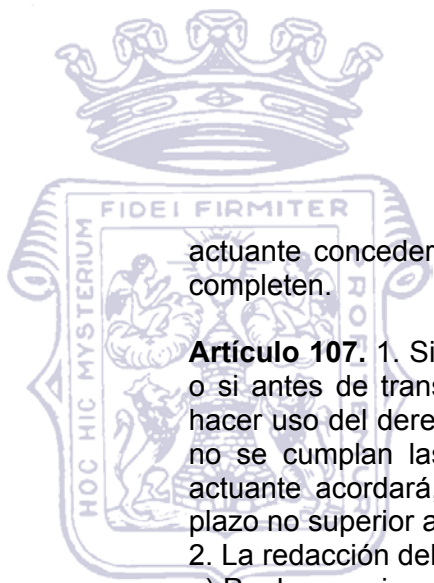 FIDEI FIRMITER
HOC HIC MYSTERIUM
actuante conceder
completen.
Artículo 107. 1. Si
o si antes de trans
hacer uso del dere
no se cumplan las
actuante acordará
plazo no superior a
2. La redacción del